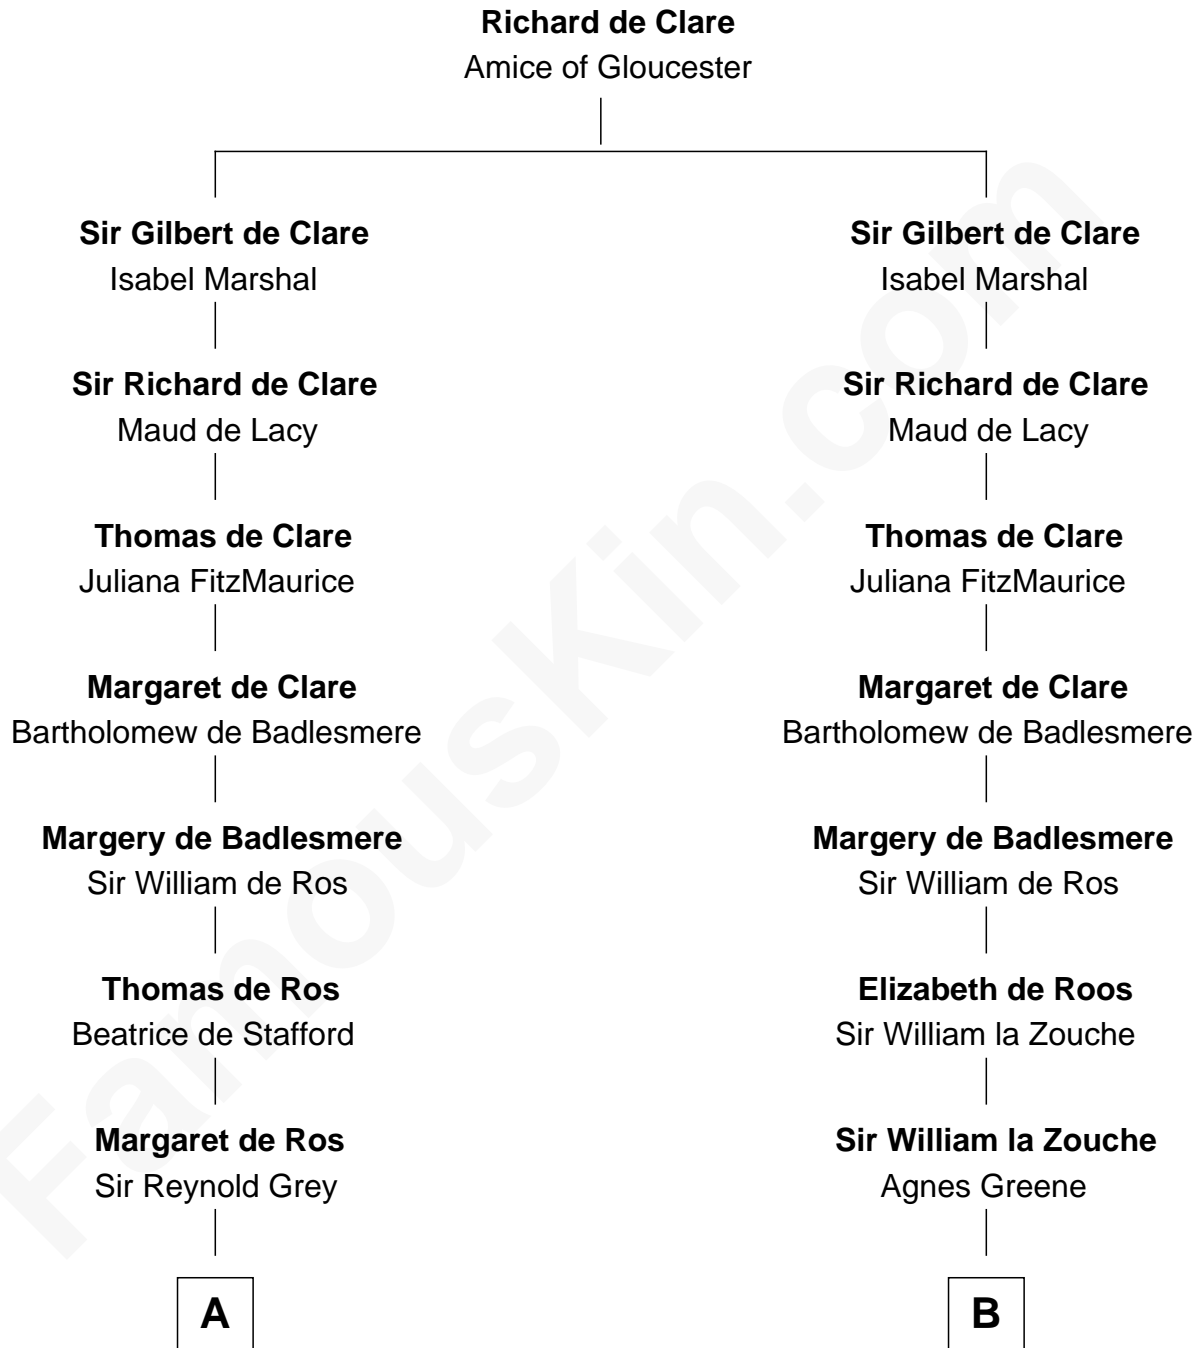 Richard de Clare
Amice of Gloucester
Sir Gilbert de Clare
Isabel Marshal
Sir Richard de Clare
Maud de Lacy
Thomas de Clare
Juliana FitzMaurice
Margaret de Clare
Bartholomew de Badlesmere
Margery de Badlesmere
Sir William de Ros
Thomas de Ros
Beatrice de Stafford
Margaret de Ros
Sir Reynold Grey
A
Sir Gilbert de Clare
Isabel Marshal
Sir Richard de Clare
Maud de Lacy
Thomas de Clare
Juliana FitzMaurice
Margaret de Clare
Bartholomew de Badlesmere
Margery de Badlesmere
Sir William de Ros
Elizabeth de Roos
Sir William la Zouche
Sir William la Zouche
Agnes Greene
B
FamousKin.com